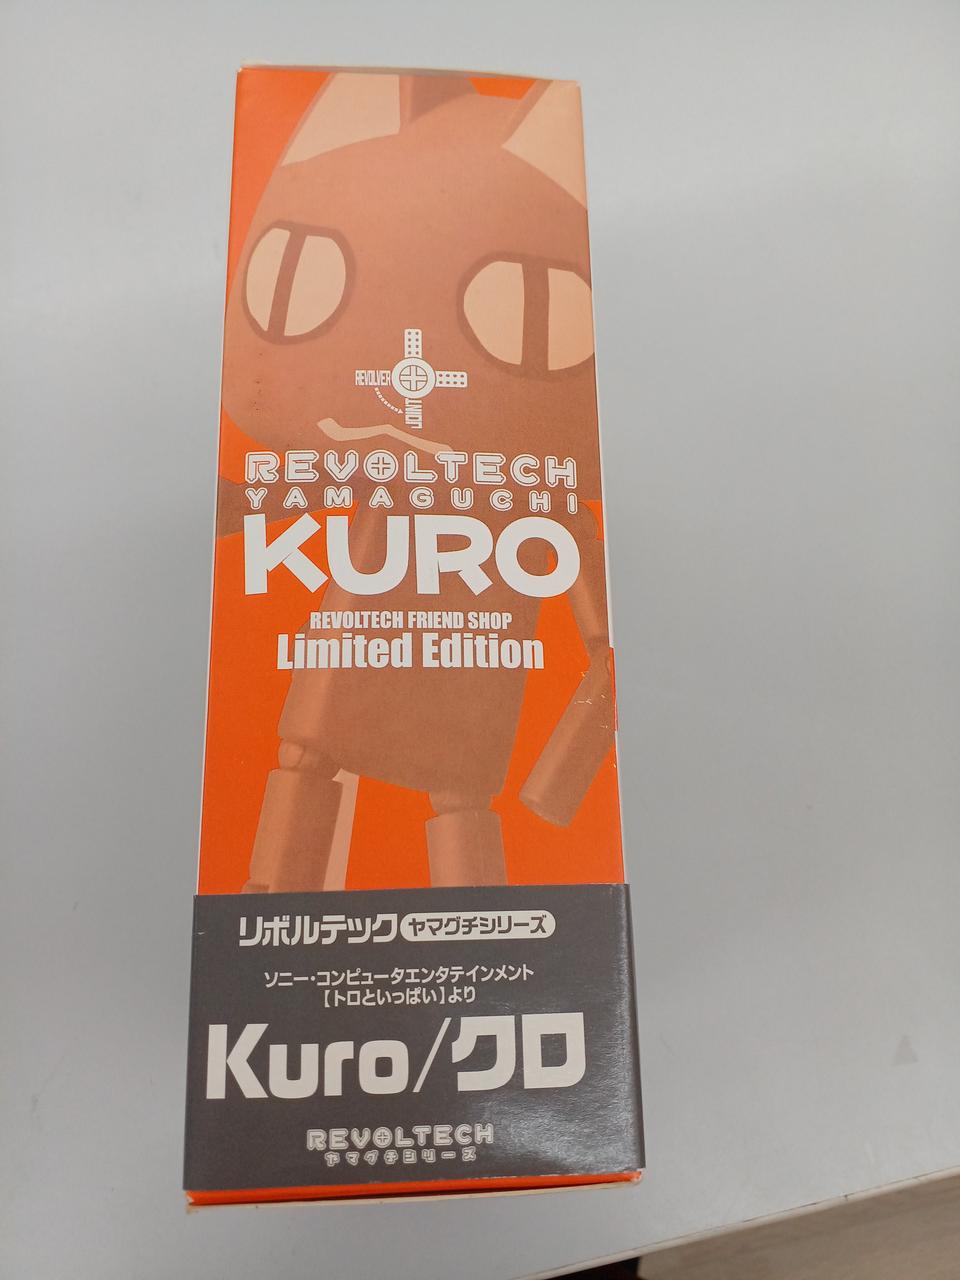 REVOLVER
JOINT
REVOLTECH
YAMAGUCHI
KURO
REVOLTECH FRIEND SHOP
Limited Edition
リボルテック ヤマグチシリーズ
ソニー・コンピュータエンタテインメント
【トロといっぱい】より
Kuro/クロ
REVOLTECH
ヤマグチシリーズ